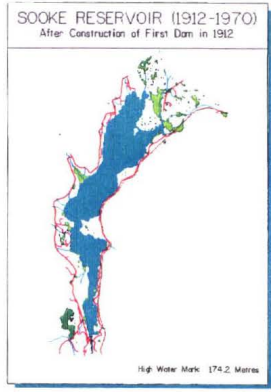 SOOKE RESERVOIR (1912-1970)
After Construction of First Dam in 1912
High Water Mark: 174.2 Metres